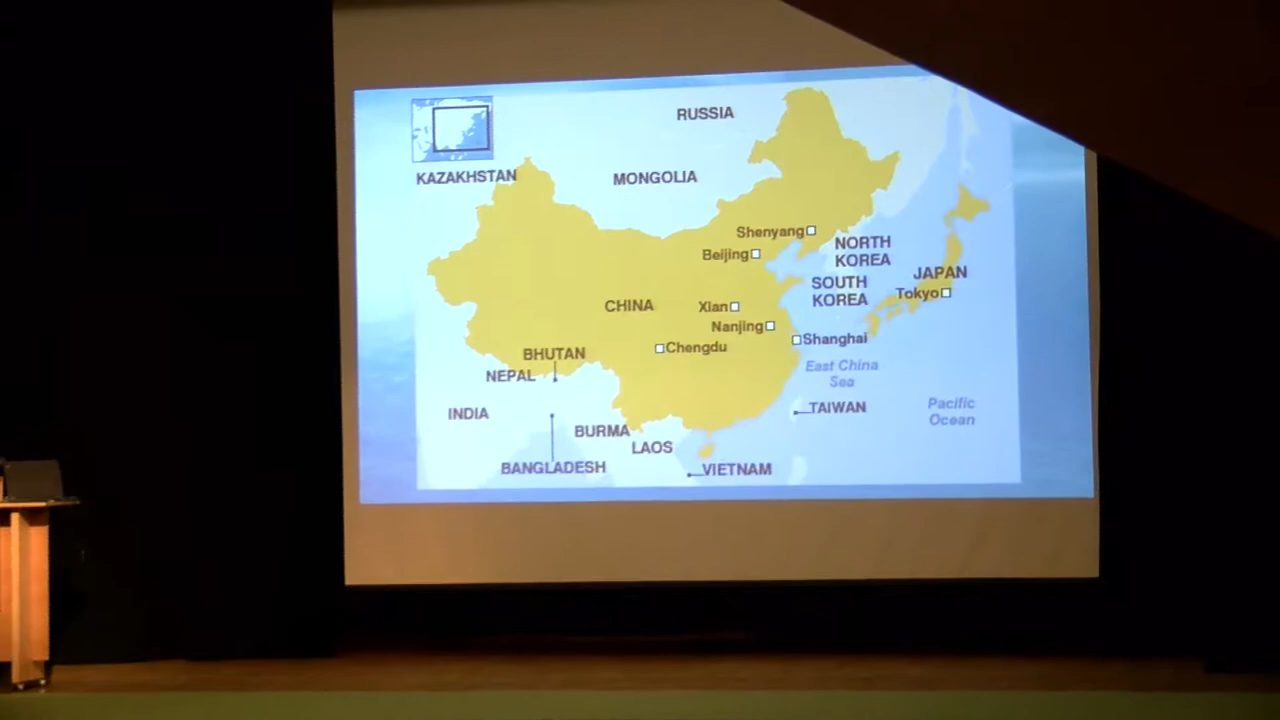 RUSSIA
KAZAKHSTAN
MONGOLIA
Shenyang
Beijing
NORTH
KOREA
JAPAN
SOUTH
KOREA
Tokyo
CHINA
Xian
Nanjing
Shanghai
Chengdu
BHUTAN
East China
Sea
NEPAL
INDIA
TAIWAN
Pacific
Ocean
BURMA
LAOS
BANGLADESH
VIETNAM